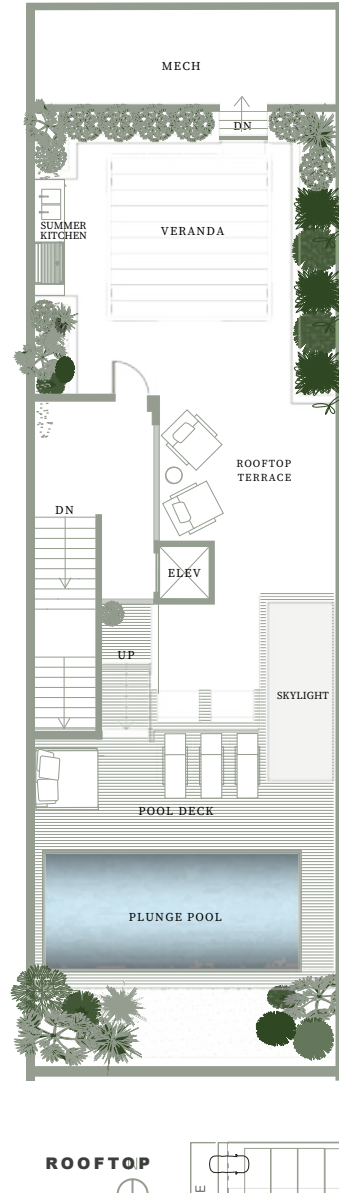 MECH
DN
SUMMER
KITCHEN
VERANDA
ROOFTOP
TERRACE
DN
ELEV
UP
SKYLIGHT
POOL DECK
PLUNGE POOL
ROOFTOP
N
E